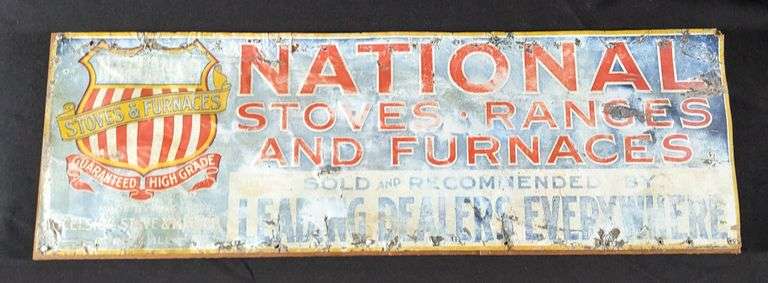 STOVES & FURNACES
GUARANTEED HIGH GRADE
NATIONAL
STOVES · RANGES
AND FURNACES
SOLD AND RECOMMENDED BY
LEADING DEALERS EVERYWHERE